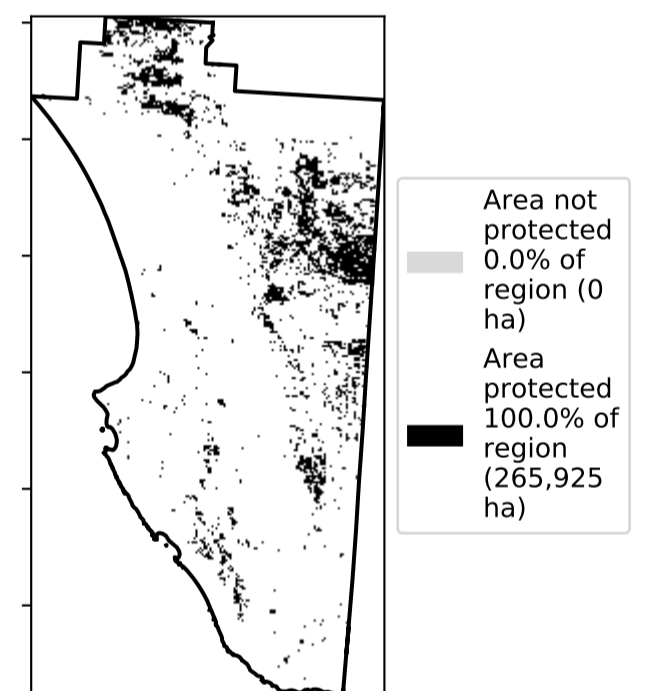 Area not
protected
0.0% of
region (0
ha)
Area
protected
100.0% of
region
(265,925
ha)